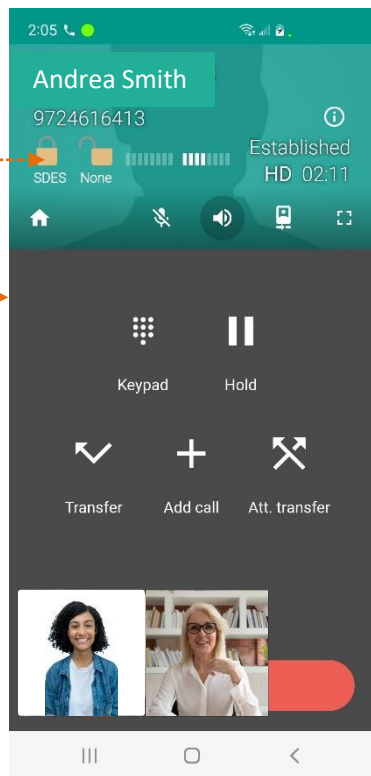 2:05
Andrea Smith
9724616413
Established
SDES None
HD 02:11
Keypad Hold
Transfer Add call Att. transfer